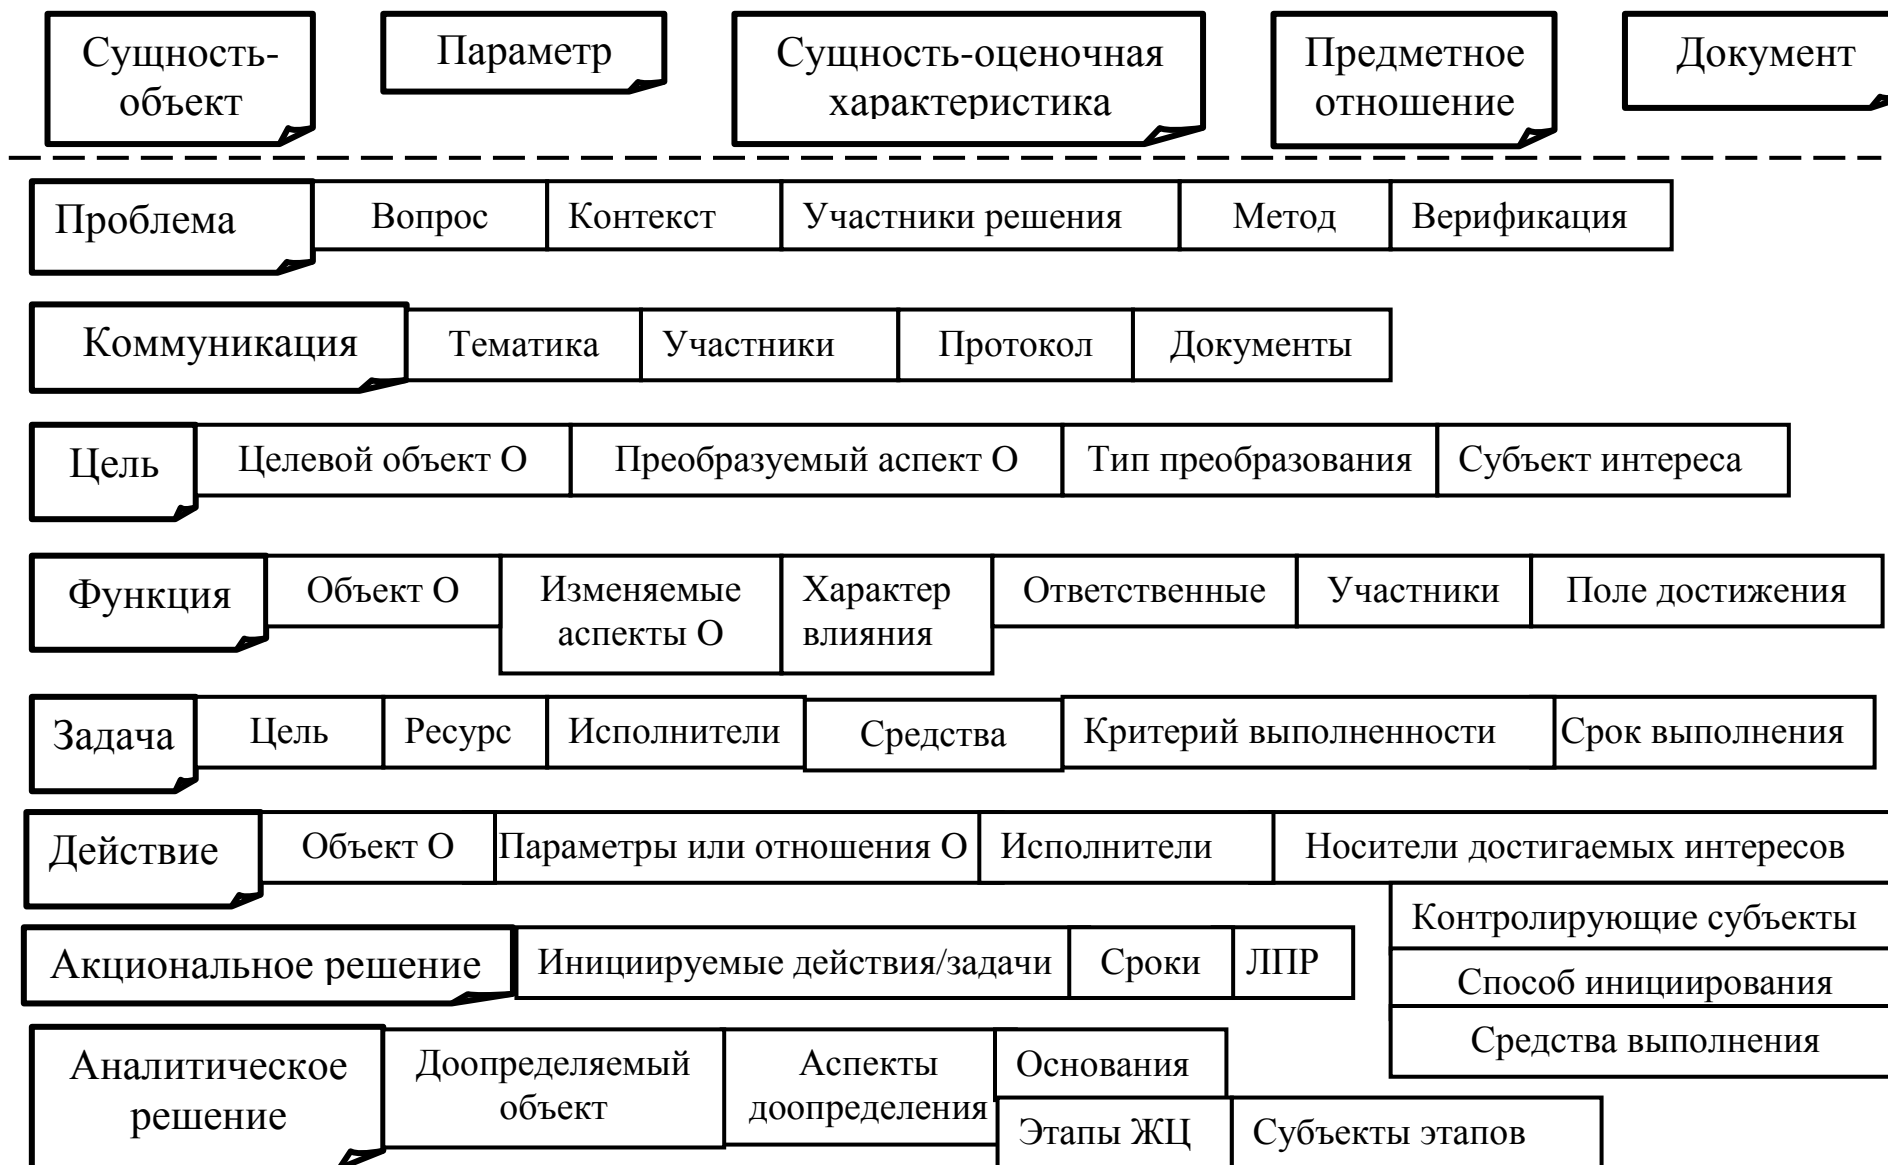 Сущность-
объект
Параметр
Сущность-оценочная
характеристика
Предметное
отношение
Документ
Проблема
Вопрос
Контекст
Участники решения
Метод
Верификация
Коммуникация
Тематика
Участники
Протокол
Документы
Цель
Целевой объект О
Преобразуемый аспект О
Тип преобразования
Субъект интереса
Функция
Объект О
Изменяемые
аспекты О
Характер
влияния
Ответственные
Участники
Поле достижения
Задача
Цель
Ресурс
Исполнители
Средства
Критерий выполненности
Срок выполнения
Действие
Объект О
Параметры или отношения О
Исполнители
Носители достигаемых интересов
Контролирующие субъекты
Способ инициирования
Средства выполнения
Акциональное решение
Инициируемые действия/задачи
Сроки
ЛПР
Аналитическое
решение
Доопределяемый
объект
Аспекты
доопределения
Основания
Этапы ЖЦ
Субъекты этапов